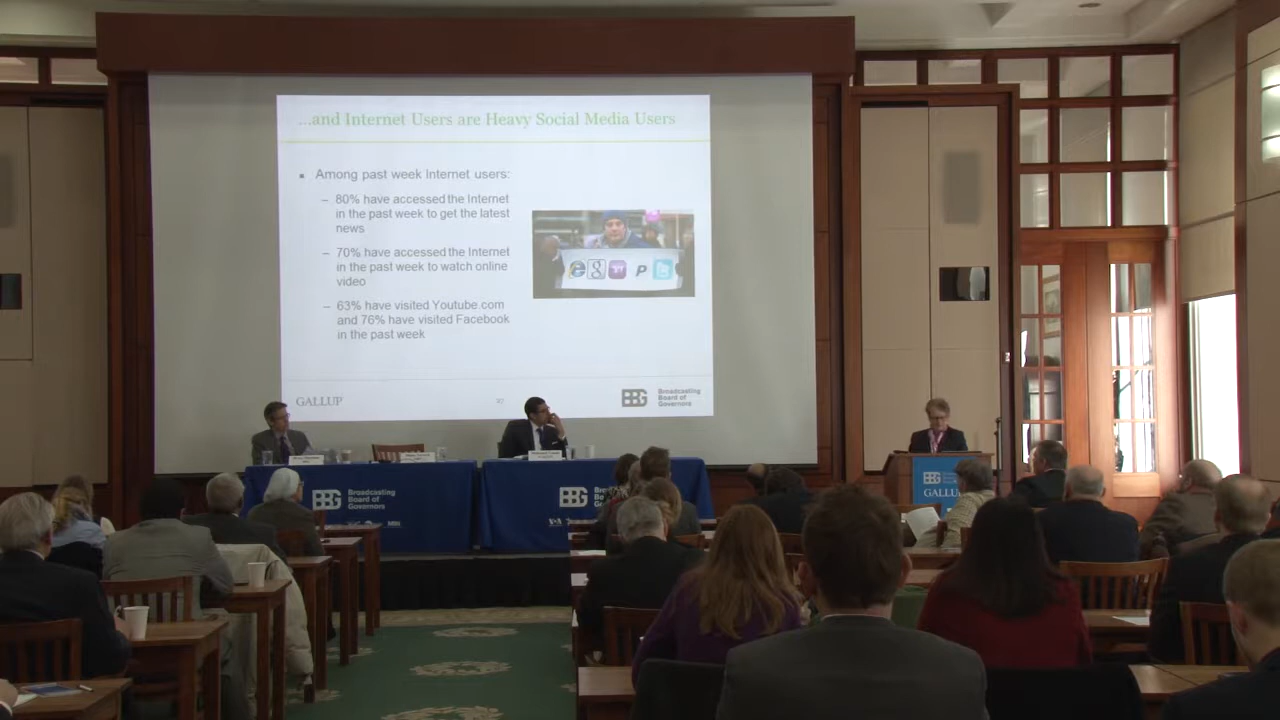 ...and Internet Users are Heavy Social Media Users
▪ Among past week Internet users:
– 80% have accessed the Internet
in the past week to get the latest
news
– 70% have accessed the Internet
in the past week to watch online
video
– 63% have visited Youtube.com
and 76% have visited Facebook
in the past week
GALLUP
27
BBG
Broadcasting
Board of
Governors
BBG
Broadcasting
Board of
Governors
BBG
GALLUP